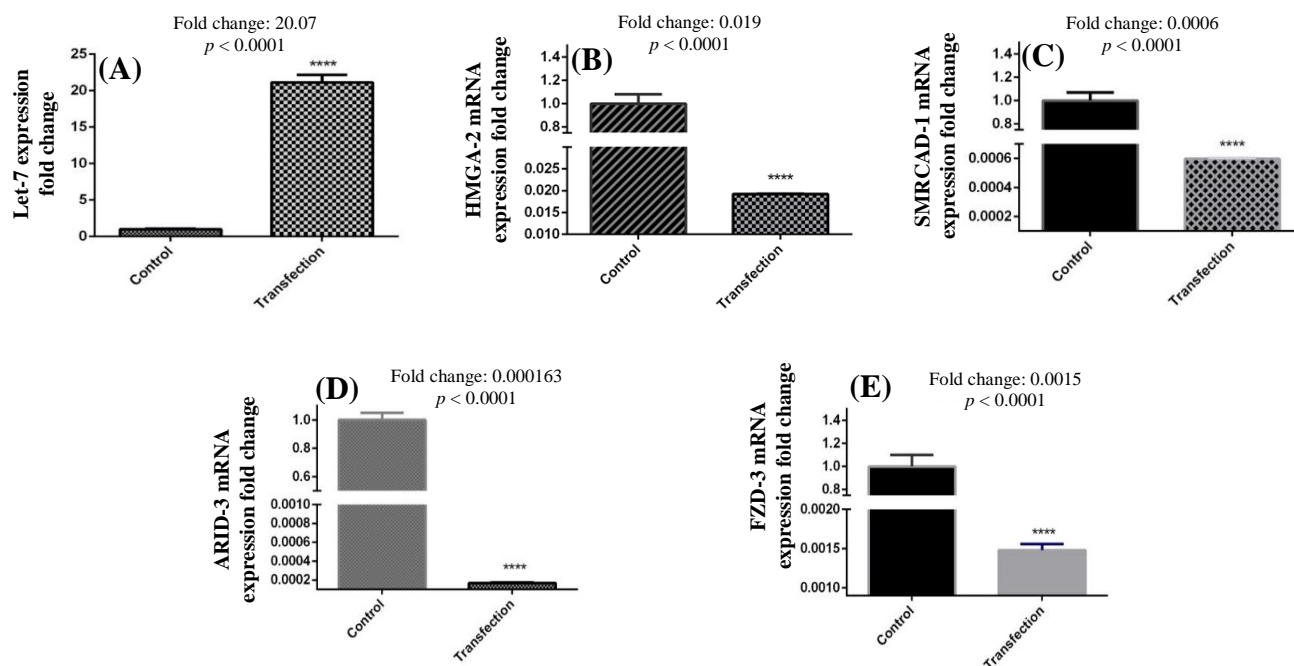 Fold change: 20.07
p < 0.0001
(A)
Let-7 expression
fold change
25
20
15
10
5
0
****
Control
Transfection
Fold change: 0.019
p < 0.0001
(B)
HMGA-2 mRNA
expression fold change
1.4
1.2
1.0
0.8
0.025
0.020
0.015
0.010
****
Control
Transfection
Fold change: 0.0006
p < 0.0001
(C)
SMRCAD-1 mRNA
expression fold change
1.4
1.2
1.0
0.8
0.0006
0.0004
0.0002
****
Control
Transfection
Fold change: 0.000163
p < 0.0001
(D)
ARID-3 mRNA
expression fold change
1.0
0.8
0.6
0.0010
0.0008
0.0006
0.0004
0.0002
****
Control
Transfection
Fold change: 0.0015
p < 0.0001
(E)
FZD-3 mRNA
expression fold change
1.4
1.2
1.0
0.8
0.0020
0.0015
0.0010
****
Control
Transfection